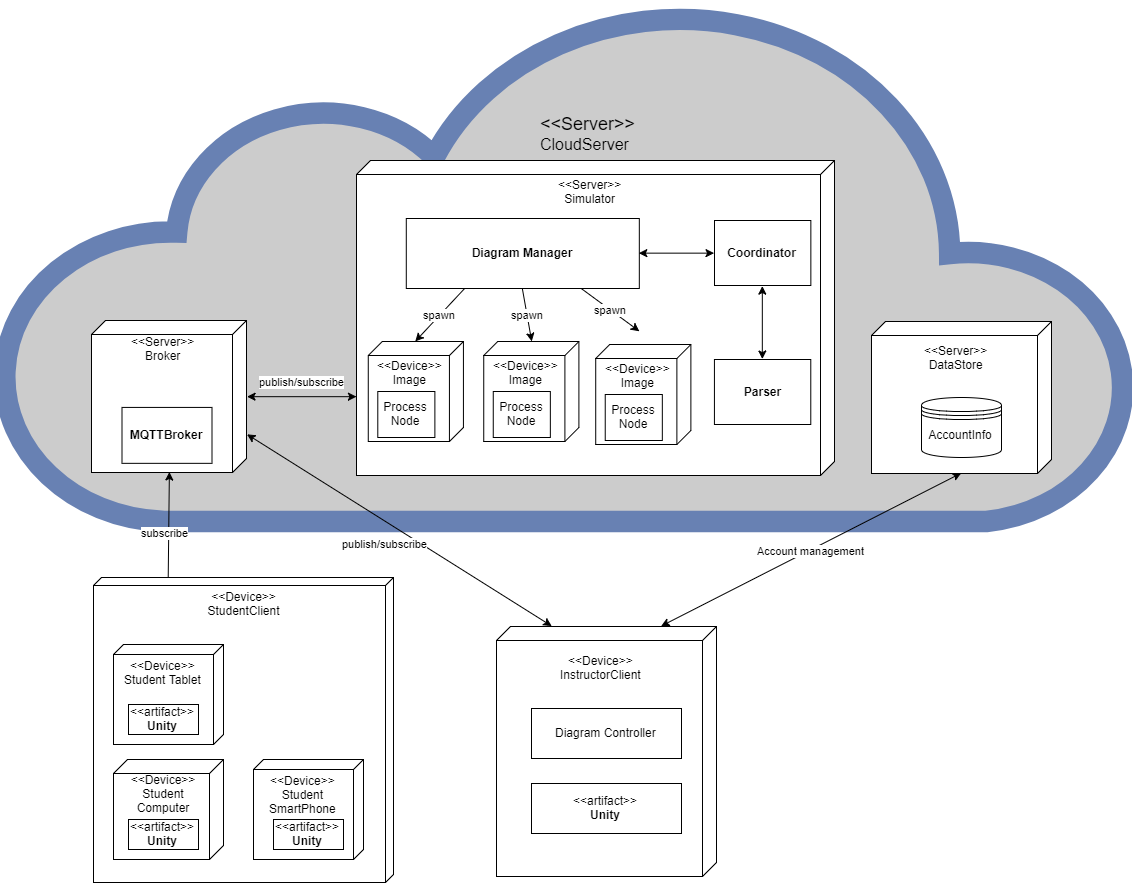 <<Server>>
CloudServer
<<Server>>
Simulator
Diagram Manager
Coordinator
spawn
spawn
spawn
<<Server>>
Broker
MQTTBroker
publish/subscribe
<<Device>>
Image
Process
Node
<<Device>>
Image
Process
Node
<<Device>>
Image
Process
Node
Parser
<<Server>>
DataStore
AccountInfo
subscribe
publish/subscribe
Account management
<<Device>>
StudentClient
<<Device>>
Student Tablet
<<artifact>>
Unity
<<Device>>
Student
Computer
<<artifact>>
Unity
<<Device>>
Student
SmartPhone
<<artifact>>
Unity
<<Device>>
InstructorClient
Diagram Controller
<<artifact>>
Unity